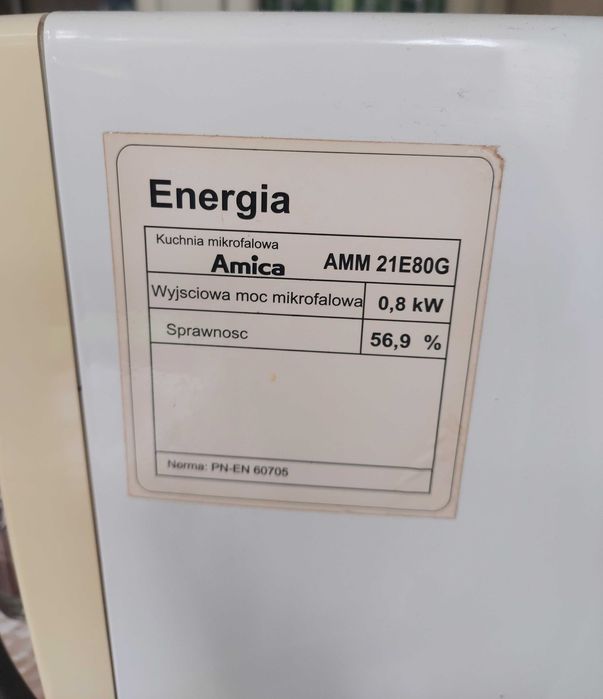 Energia
Kuchnia mikrofalowa
Amica AMM 21E80G
Wyjsciowa moc mikrofalowa 0,8 kW
Sprawnosc 56,9 %
Norma: PN-EN 60705